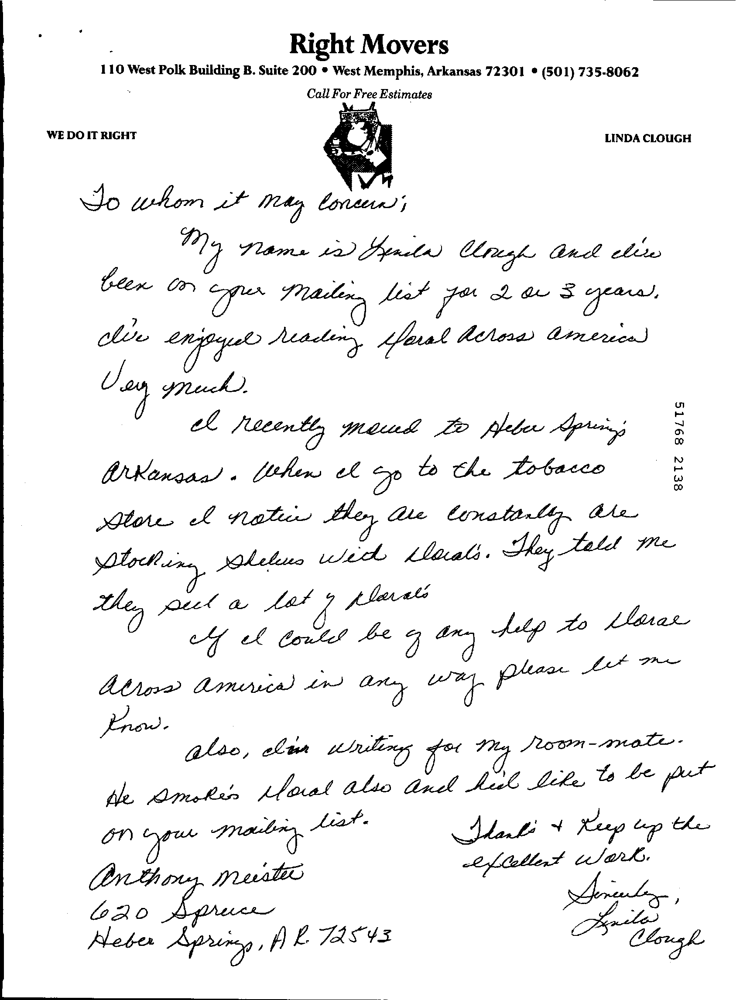 Right Movers
110 West Polk Building B. Suite 200 • West Memphis, Arkansas 72301 • (501) 735-8062
Call For Free Estimates
WE DO IT RIGHT
LINDA CLOUGH
To whom it may concern;
My name is Linda Clough and I've
been on your mailing list for 2 or 3 years.
I've enjoyed reading Doral Across America
Very much.
I recently moved to Heber Springs
Arkansas. When I go to the tobacco
store I notice they are constantly are
stocking shelves with Doral's. They told me
they sell a lot of Doral's
If I could be of any help to Doral
Across America in any way please let me
Know.
Also, I'm writing for my room-mate.
He smoke's Doral also and he'd like to be put
on your mailing list.
Anthony Meister
620 Spruce
Heber Springs, AR. 72543
Thank's + Keep up the
excellent work.
Sincerely,
Linda
Clough
51768 2138